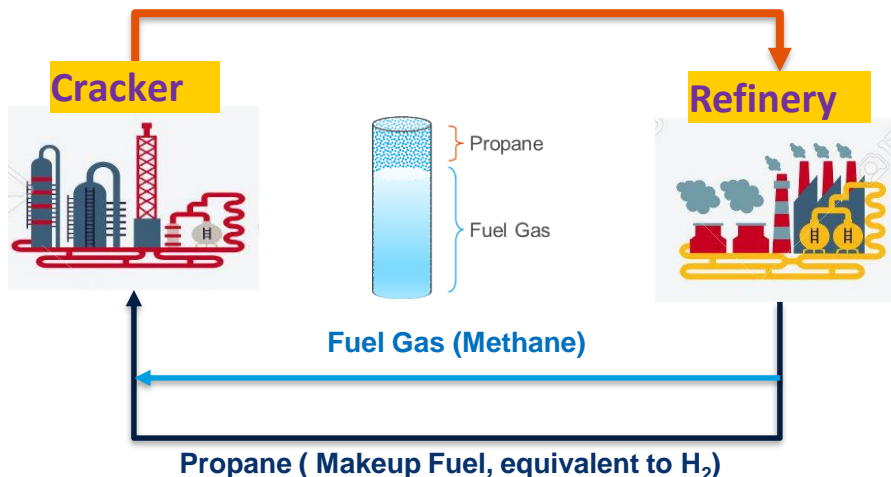 Cracker
Refinery
Propane
Fuel Gas
Fuel Gas (Methane)
Propane ( Makeup Fuel, equivalent to H₂)